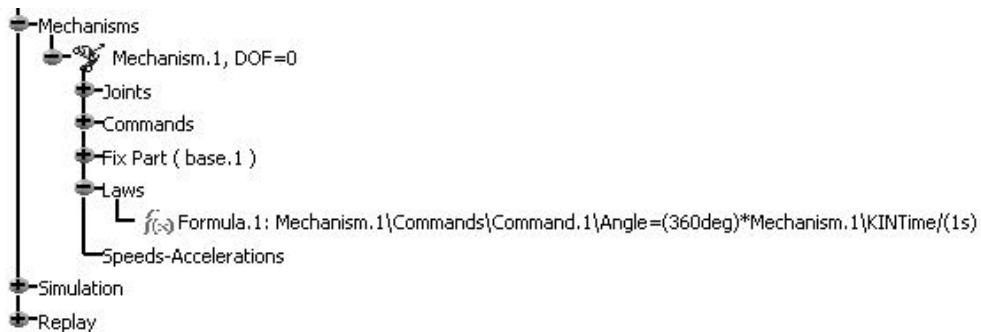 Mechanisms
Mechanism.1, DOF=0
Joints
Commands
Fix Part ( base.1 )
Laws
f(x) Formula.1: Mechanism.1\Commands\Command.1\Angle=(360deg)*Mechanism.1\KINTime/(1s)
Speeds-Accelerations
Simulation
Replay